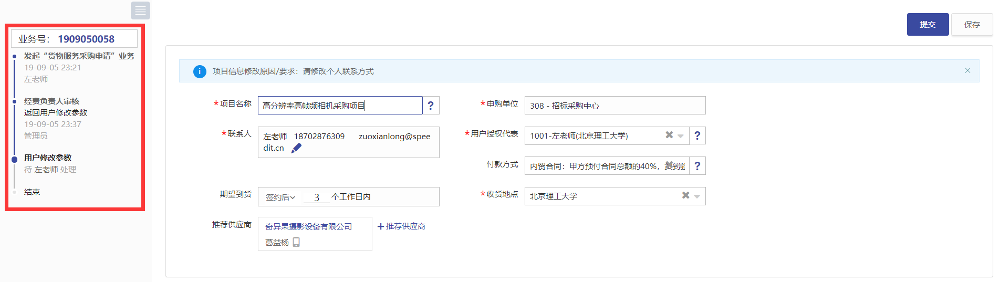 业务号： 1909050058
发起“货物服务采购申请”业务
19-09-05 23:21
左老师
经费负责人审核
返回用户修改参数
19-09-05 23:37
管理员
用户修改参数
待 左老师 处理
结束
提交 保存
项目信息修改原因/要求：请修改个人联系方式
*项目名称 高分辨率高帧频相机采购项目 ?
*申购单位 308 - 招标采购中心
*联系人 左老师 18702876309 zuoxianlong@spee
dit.cn
*用户授权代表 1001-左老师(北京理工大学) ?
付款方式 内贸合同：甲方预付合同总额的40%，货到验 ?
期望到货 签约后 3 个工作日内
*收货地点 北京理工大学
推荐供应商 奇异果摄影设备有限公司 +推荐供应商
葛益杨